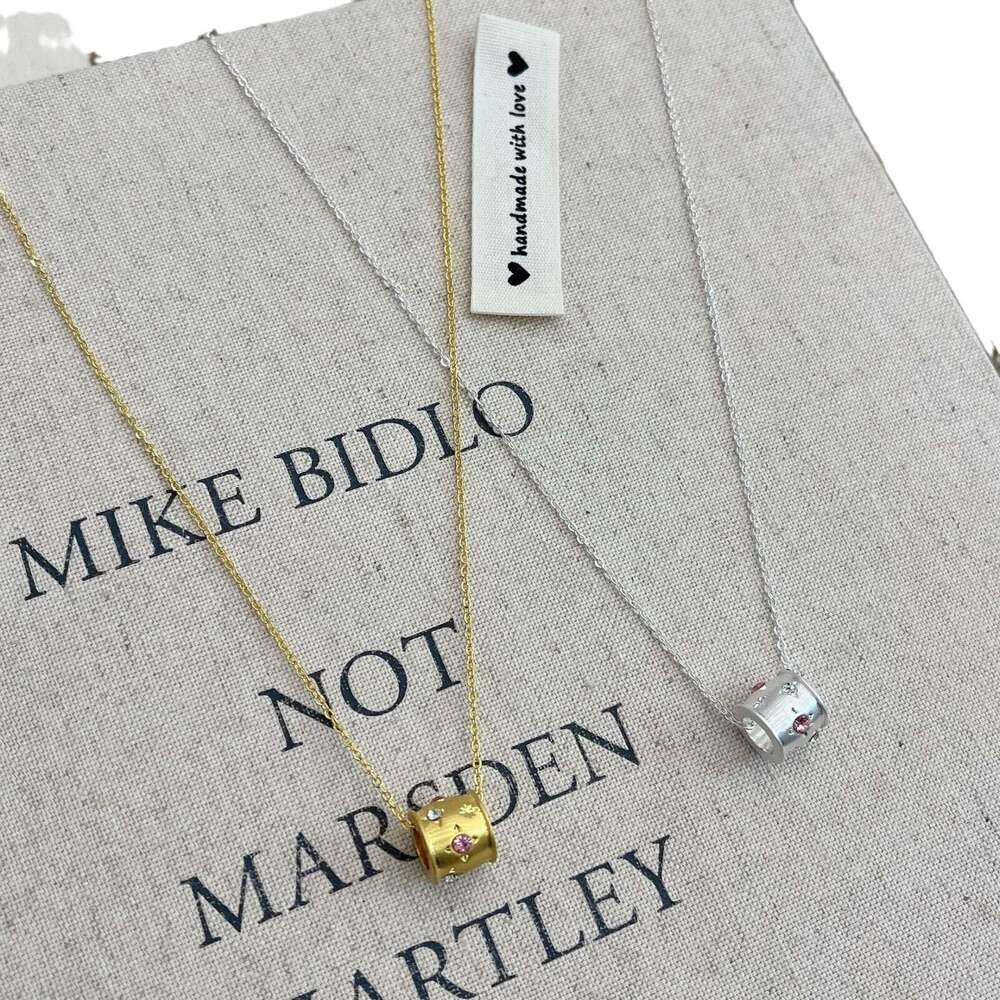 ♥ handmade with love ♥
MIKE BIDLO
NOT
MARSDEN
HARTLEY